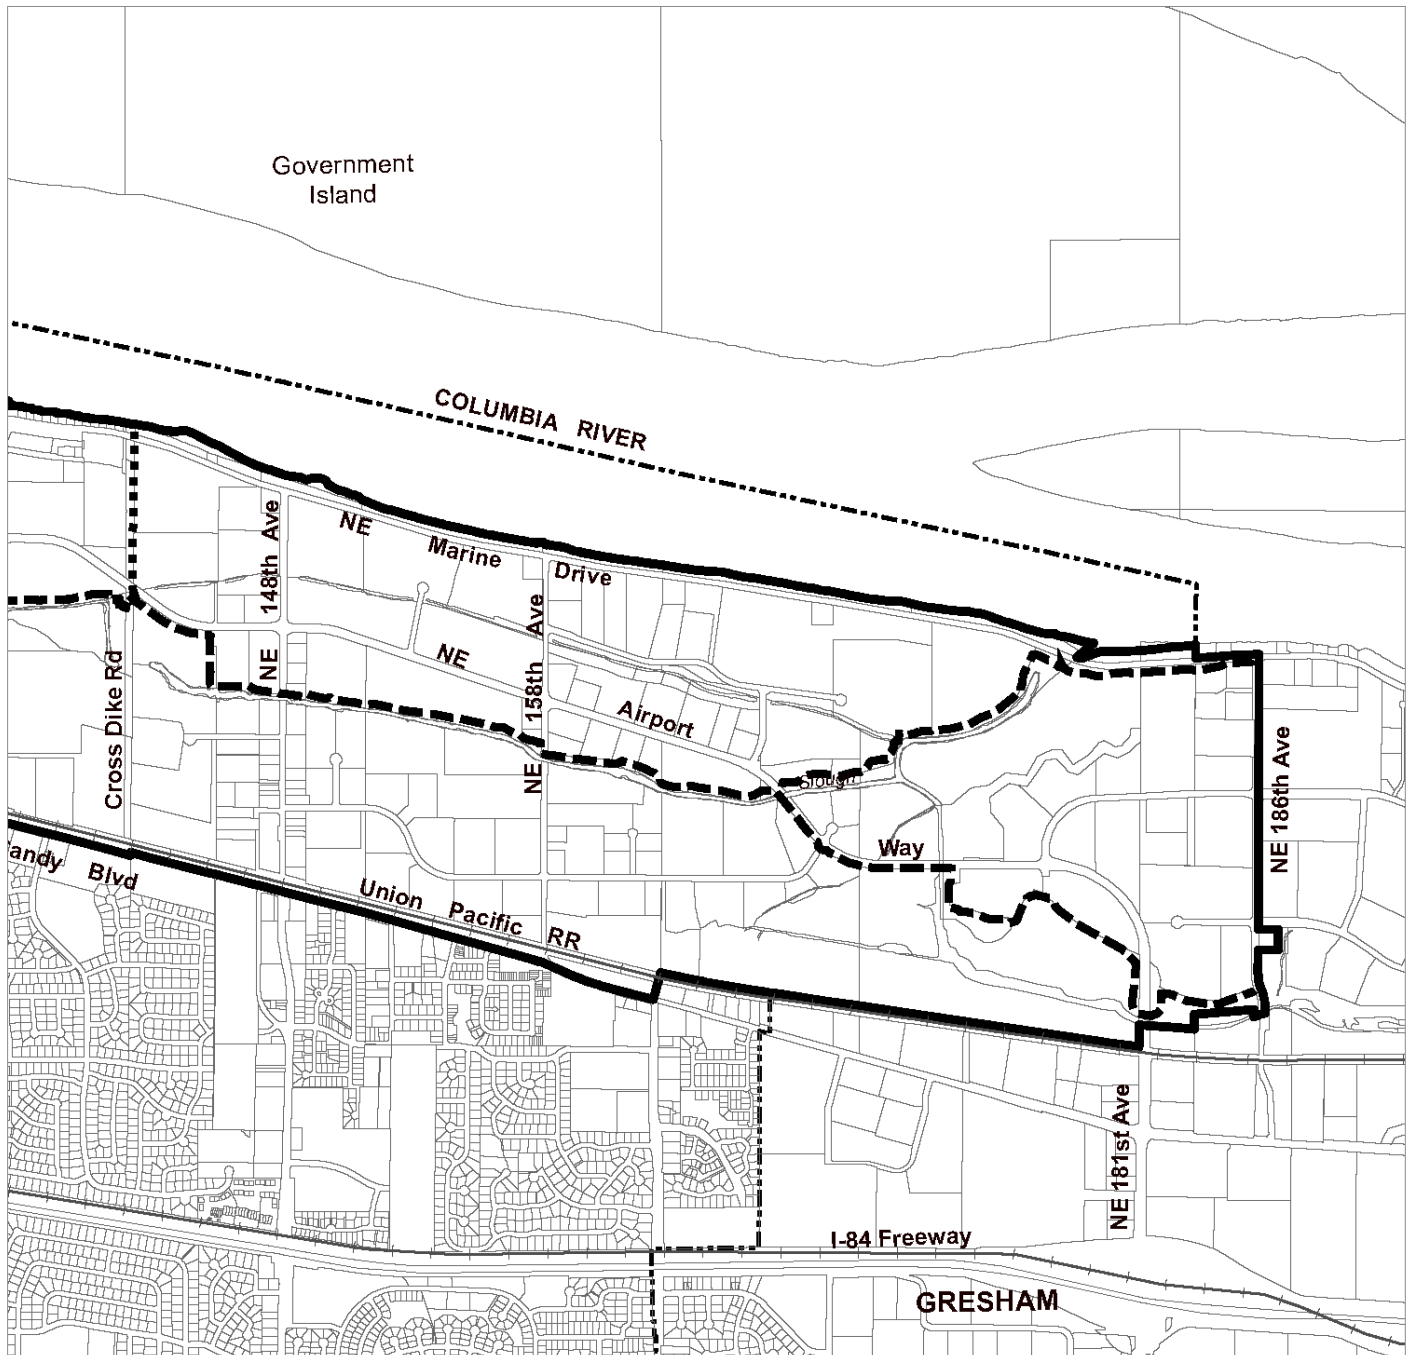 Government
Island
COLUMBIA RIVER
NE Marine Drive
NE 148th Ave
NE 158th Ave
NE Airport Way
Cross Dike Rd
Slough
NE 186th Ave
andy Blvd
Union Pacific RR
NE 181st Ave
I-84 Freeway
GRESHAM